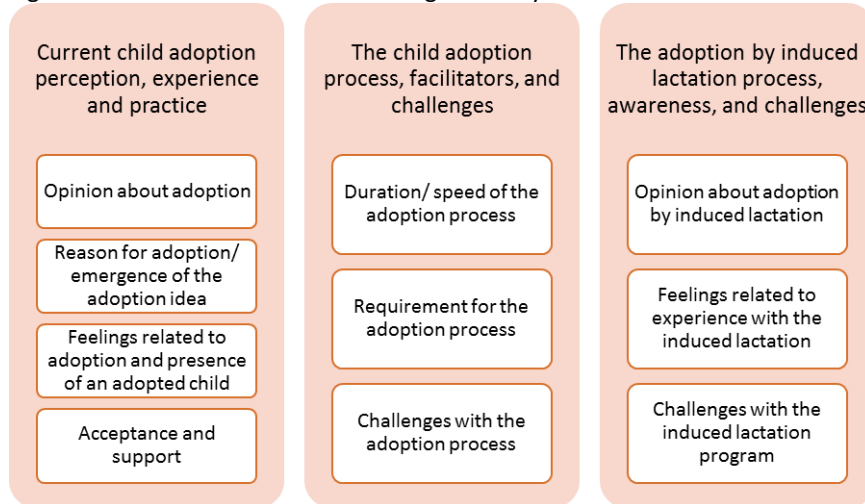 Current child adoption
perception, experience
and practice
Opinion about adoption
Reason for adoption/
emergence of the
adoption idea
Feelings related to
adoption and presence
of an adopted child
Acceptance and
support
The child adoption
process, facilitators, and
challenges
Duration/ speed of the
adoption process
Requirement for the
adoption process
Challenges with the
adoption process
The adoption by induced
lactation process,
awareness, and challenges
Opinion about adoption
by induced lactation
Feelings related to
experience with the
induced lactation
Challenges with the
induced lactation
program